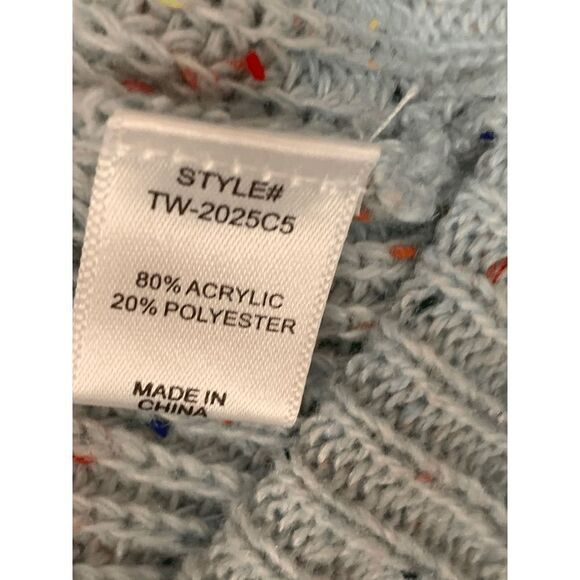 STYLE#
TW-2025C5
80% ACRYLIC
20% POLYESTER
MADE IN
CHINA